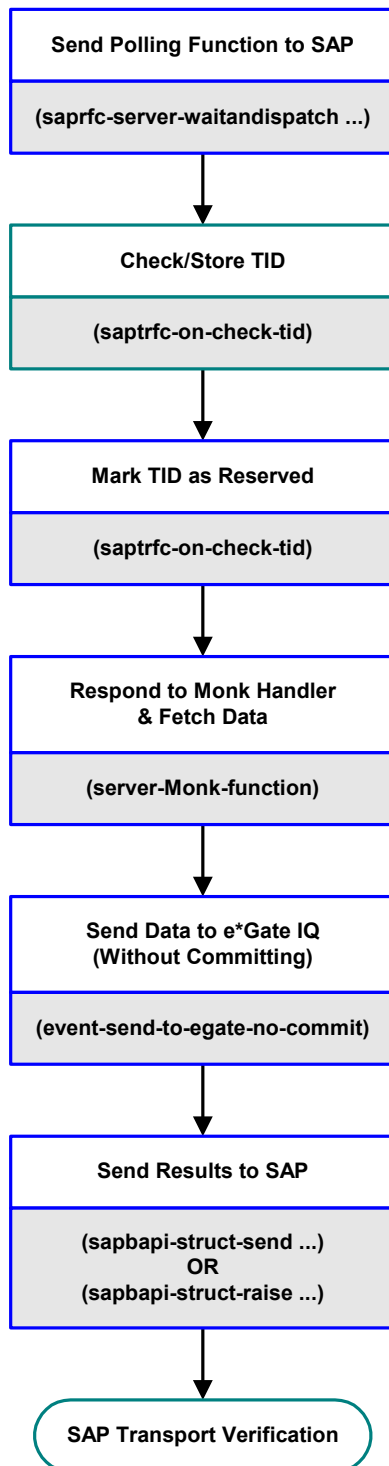 Send Polling Function to SAP
(saprfc-server-waitandispatch ...)
Check/Store TID
(saptrfc-on-check-tid)
Mark TID as Reserved
(saptrfc-on-check-tid)
Respond to Monk Handler
& Fetch Data
(server-Monk-function)
Send Data to e*Gate IQ
(Without Committing)
(event-send-to-egate-no-commit)
Send Results to SAP
(sapbapi-struct-send ...)
OR
(sapbapi-struct-raise ...)
SAP Transport Verification